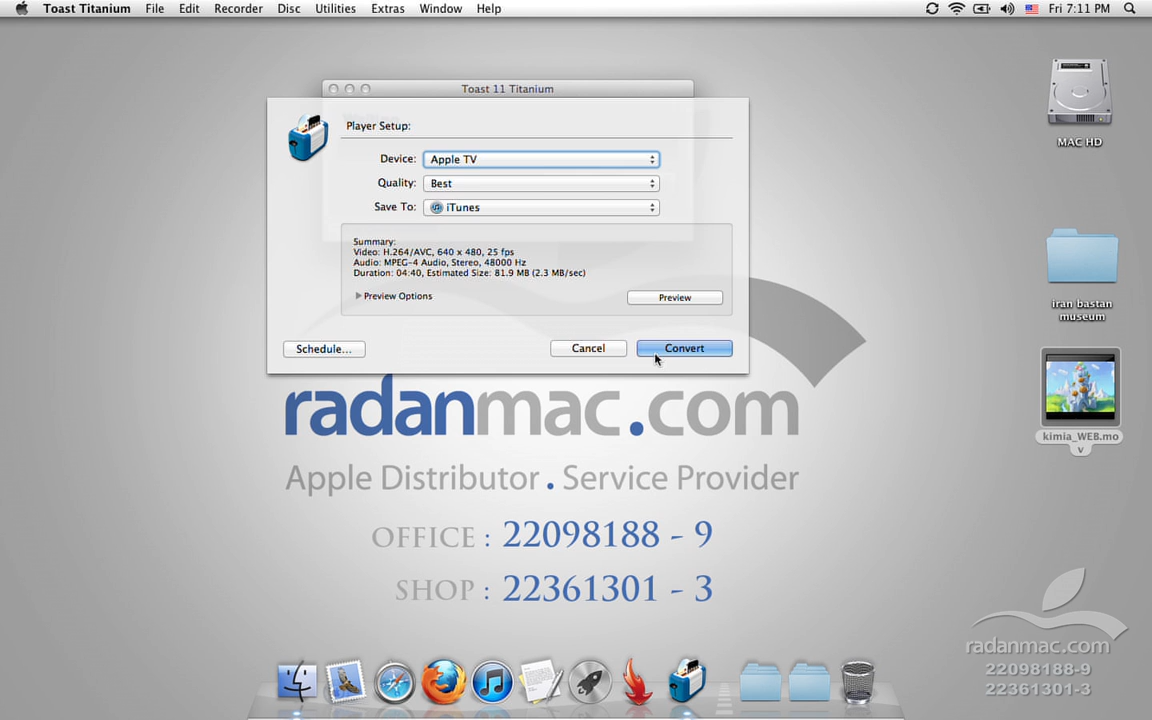 Toast Titanium File Edit Recorder Disc Utilities Extras Window Help Fri 7:11 PM
Toast 11 Titanium
Player Setup:
Device: Apple TV
Quality: Best
Save To: iTunes
Summary:
Video: H.264/AVC, 640 x 480, 25 fps
Audio: MPEG-4 Audio, Stereo, 48000 Hz
Duration: 04:40, Estimated Size: 81.9 MB (2.3 MB/sec)
Preview Options
Preview
Schedule...
Cancel
Convert
MAC HD
iran bastan
museum
kimia_WEB.mo
v
radanmac.com
Apple Distributor . Service Provider
OFFICE : 22098188 - 9
SHOP : 22361301 - 3
radanmac.com
22098188-9
22361301-3